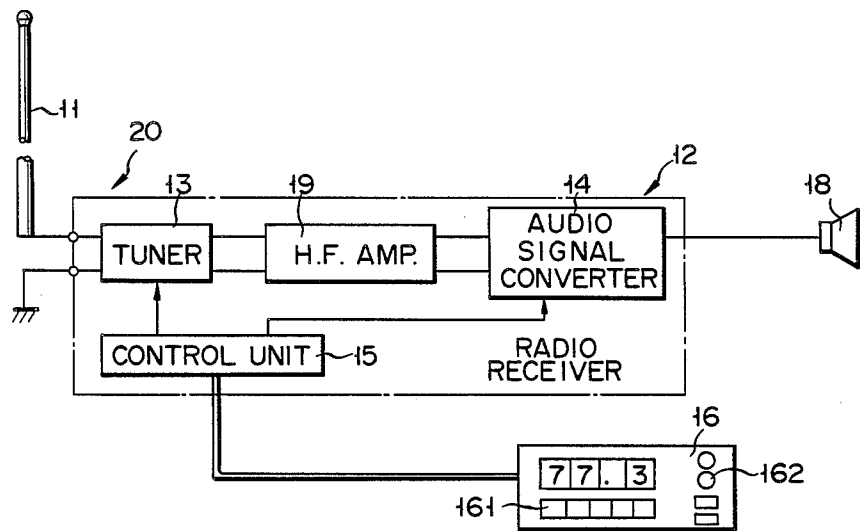 11
20
13
19
12
14
18
TUNER
H.F. AMP.
AUDIO
SIGNAL
CONVERTER
CONTROL UNIT
15
RADIO
RECEIVER
16
77.3
162
161